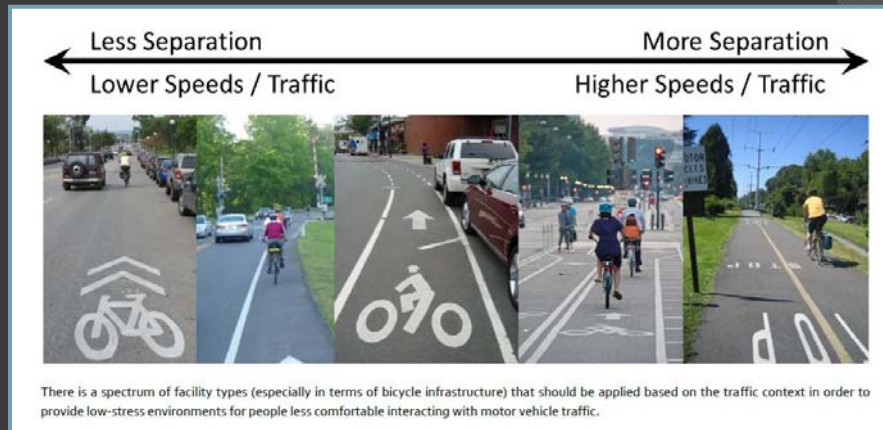 Less Separation
More Separation
Lower Speeds / Traffic
Higher Speeds / Traffic
STOP
There is a spectrum of facility types (especially in terms of bicycle infrastructure) that should be applied based on the traffic context in order to
provide low-stress environments for people less comfortable interacting with motor vehicle traffic.